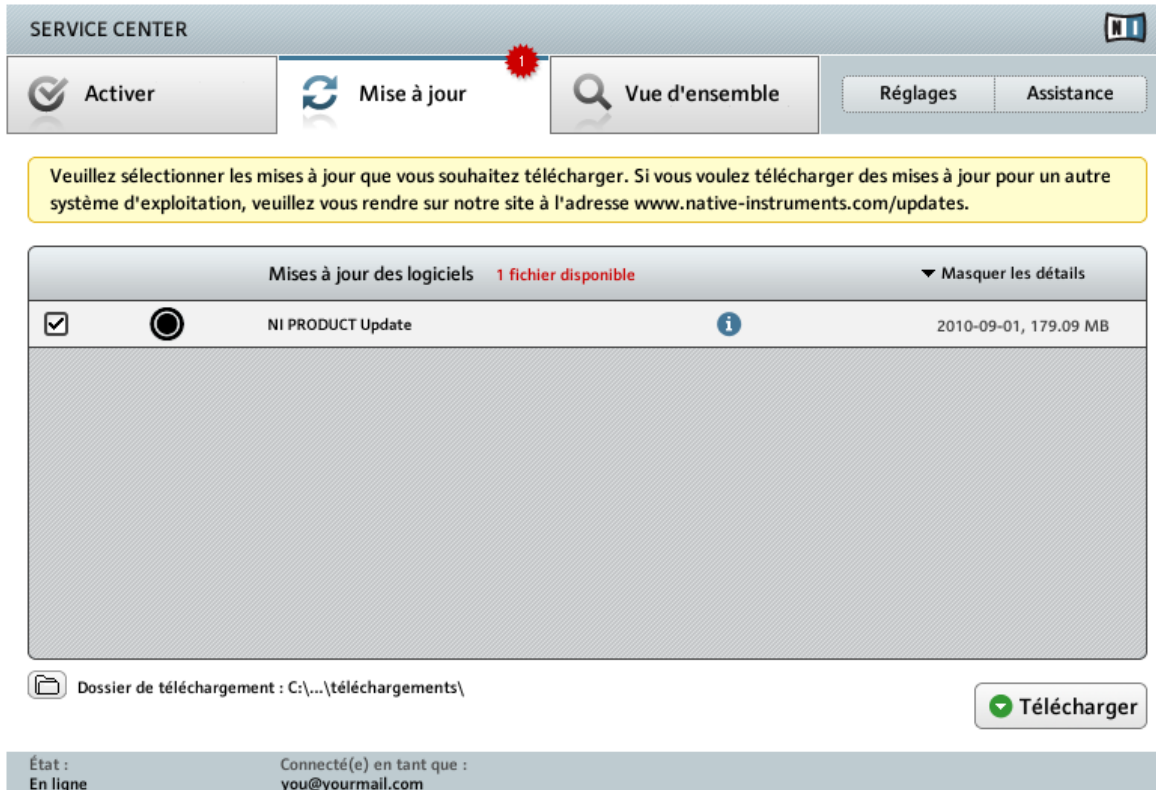 SERVICE CENTER
NI
Activer
Mise à jour
1
Vue d'ensemble
Réglages
Assistance
Veuillez sélectionner les mises à jour que vous souhaitez télécharger. Si vous voulez télécharger des mises à jour pour un autre
système d'exploitation, veuillez vous rendre sur notre site à l'adresse www.native-instruments.com/updates.
Mises à jour des logiciels 1 fichier disponible
Masquer les détails
NI PRODUCT Update
2010-09-01, 179.09 MB
Dossier de téléchargement : C:\...\téléchargements\
Télécharger
État :
En ligne
Connecté(e) en tant que :
you@yourmail.com